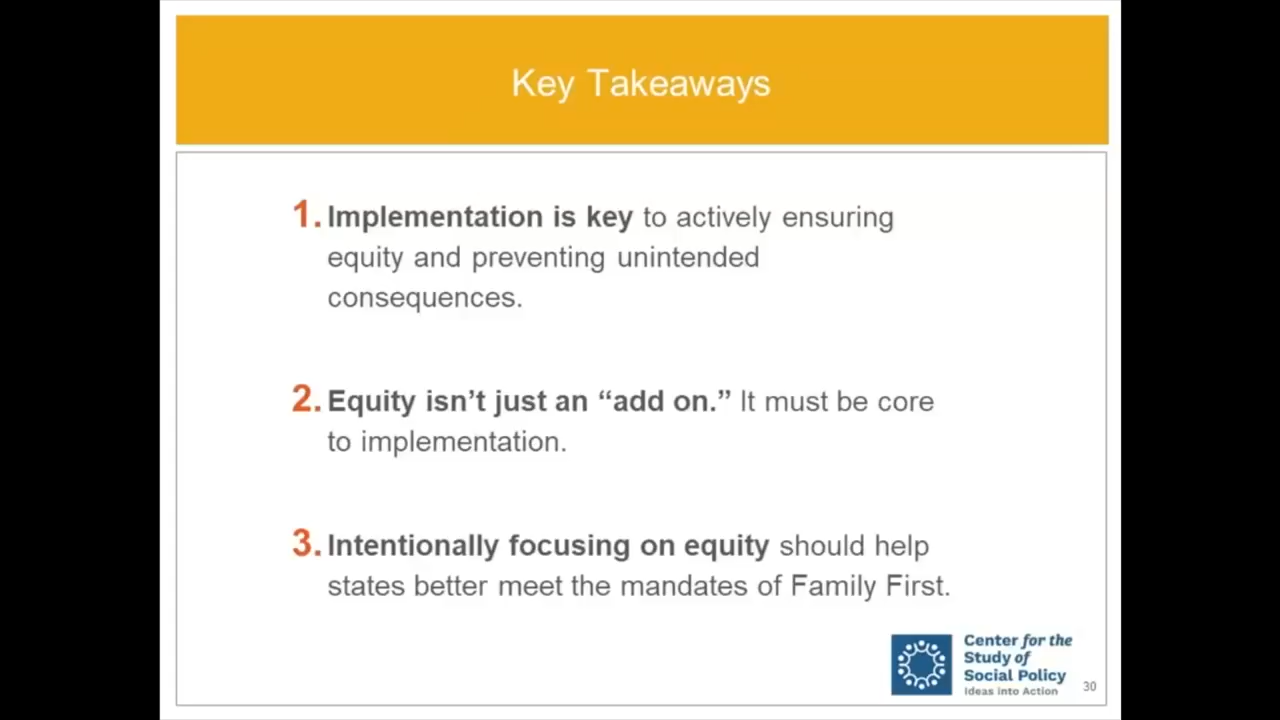 Key Takeaways
1. Implementation is key to actively ensuring
equity and preventing unintended
consequences.
2. Equity isn’t just an “add on.” It must be core
to implementation.
3. Intentionally focusing on equity should help
states better meet the mandates of Family First.
Center for the
Study of
Social Policy
Ideas into Action
30